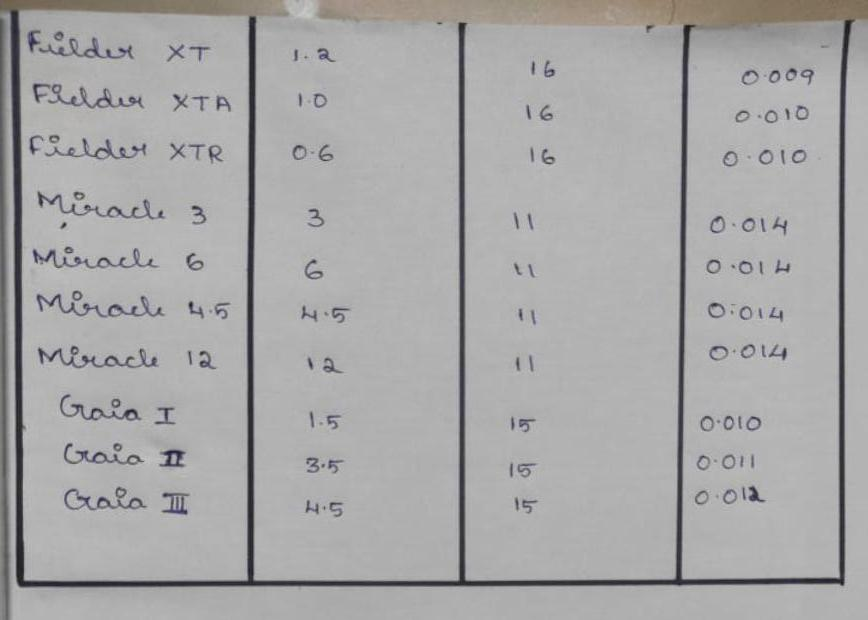 Fielder XT 1.2 16 0.009
Fielder XTA 1.0 16 0.010
Fielder XTR 0.6 16 0.010
Miracle 3 3 11 0.014
Miracle 6 6 11 0.014
Miracle 4.5 4.5 11 0.014
Miracle 12 12 11 0.014
Gaia I 1.5 15 0.010
Gaia II 3.5 15 0.011
Gaia III 4.5 15 0.012